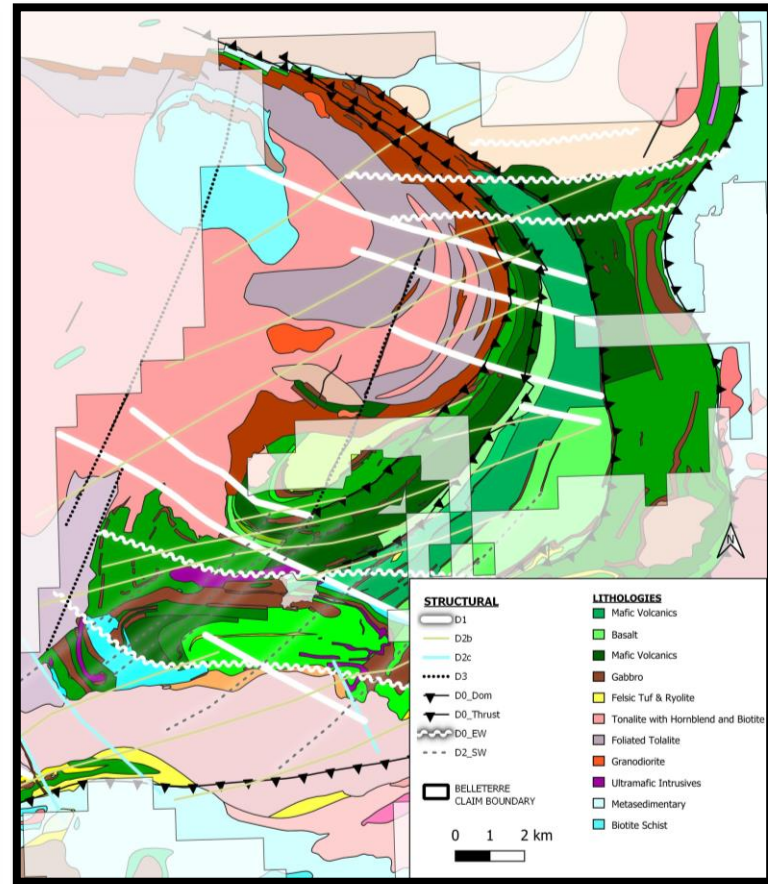 N
STRUCTURAL
D1
D2b
D2c
D3
D0_Dom
D0_Thrust
D0_EW
D2_SW
BELLETERRE
CLAIM BOUNDARY
0 1 2 km
LITHOLOGIES
Mafic Volcanics
Basalt
Mafic Volcanics
Gabbro
Felsic Tuf & Ryolite
Tonalite with Hornblend and Biotite
Foliated Tolalite
Granodiorite
Ultramafic Intrusives
Metasedimentary
Biotite Schist